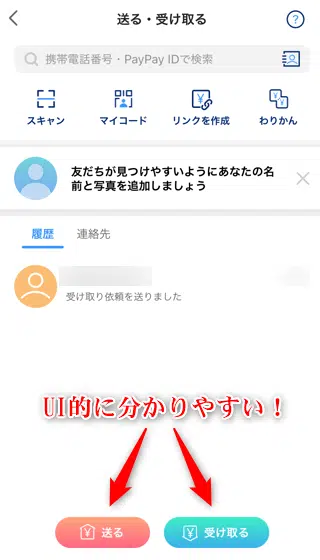 送る・受け取る
携帯電話番号・PayPay IDで検索
スキャン
マイコード
リンクを作成
わりかん
友だちが見つけやすいようにあなたの名
前と写真を追加しましょう
履歴
連絡先
受け取り依頼を送りました
UI的に分かりやすい！
送る
受け取る